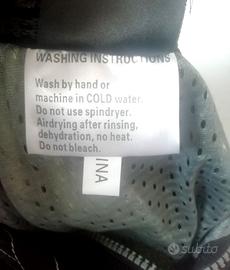 WASHING INSTRUCTIONS
Wash by hand or
machine in COLD water.
Do not use spindryer.
Airdrying after rinsing,
dehydration, no heat.
Do not bleach.
INA
subito